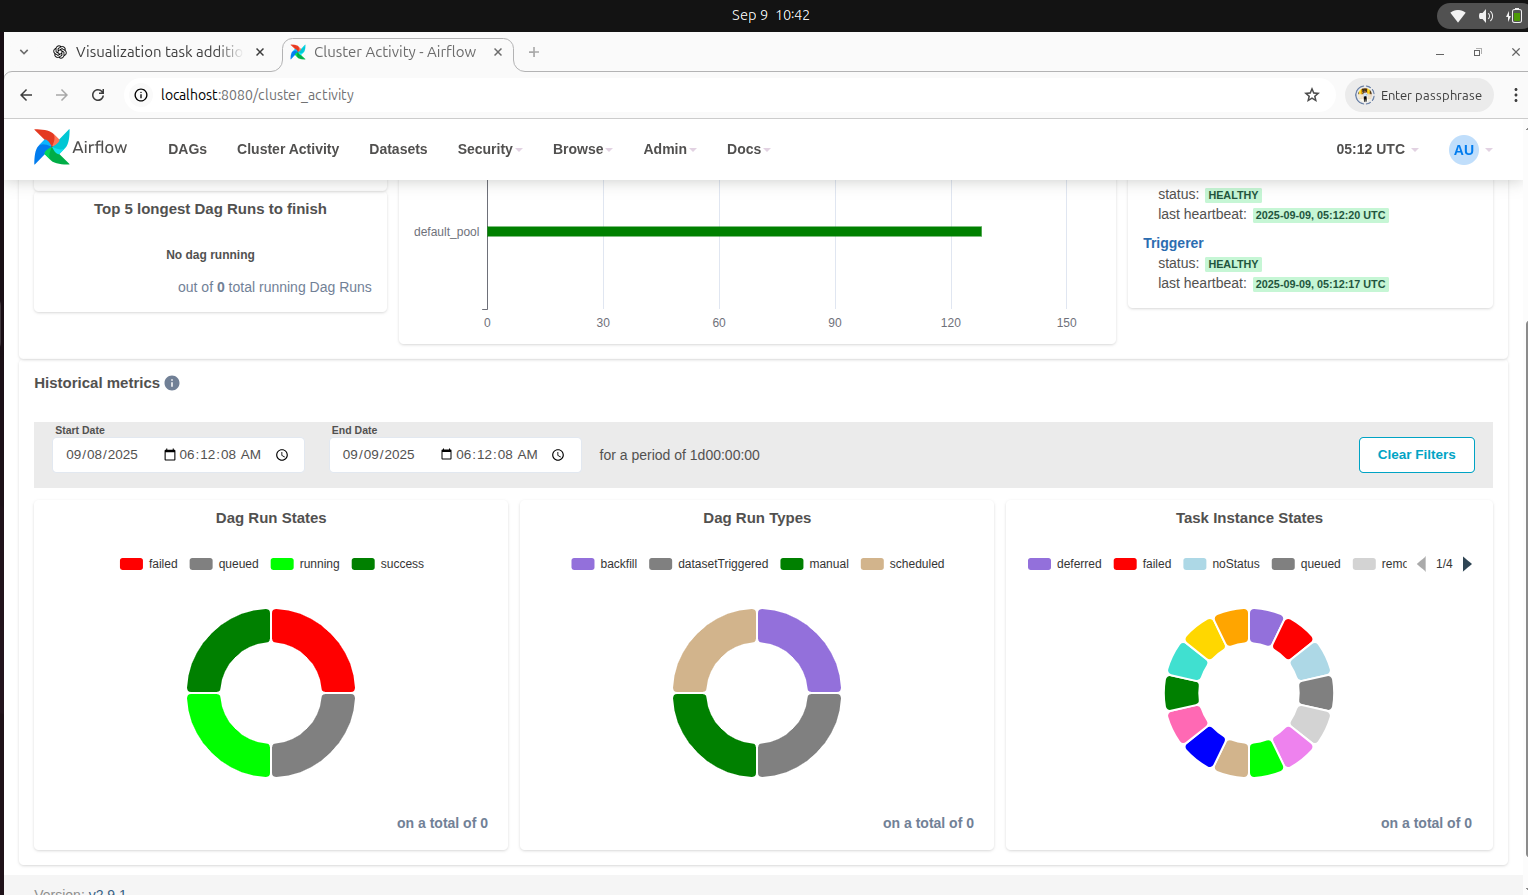 Sep 9 10:42
Visualization task additio
Cluster Activity - Airflow
localhost:8080/cluster_activity
Enter passphrase
Airflow
DAGs
Cluster Activity
Datasets
Security
Browse
Admin
Docs
05:12 UTC
AU
Top 5 longest Dag Runs to finish
No dag running
out of 0 total running Dag Runs
default_pool
0 30 60 90 120 150
status: HEALTHY
last heartbeat: 2025-09-09, 05:12:20 UTC
Triggerer
status: HEALTHY
last heartbeat: 2025-09-09, 05:12:17 UTC
Historical metrics
Start Date
09/08/2025 06:12:08 AM
End Date
09/09/2025 06:12:08 AM
for a period of 1d00:00:00
Clear Filters
Dag Run States
failed queued running success
on a total of 0
Dag Run Types
backfill datasetTriggered manual scheduled
on a total of 0
Task Instance States
deferred failed noStatus queued remo 1/4
on a total of 0
Version: v2.9.1